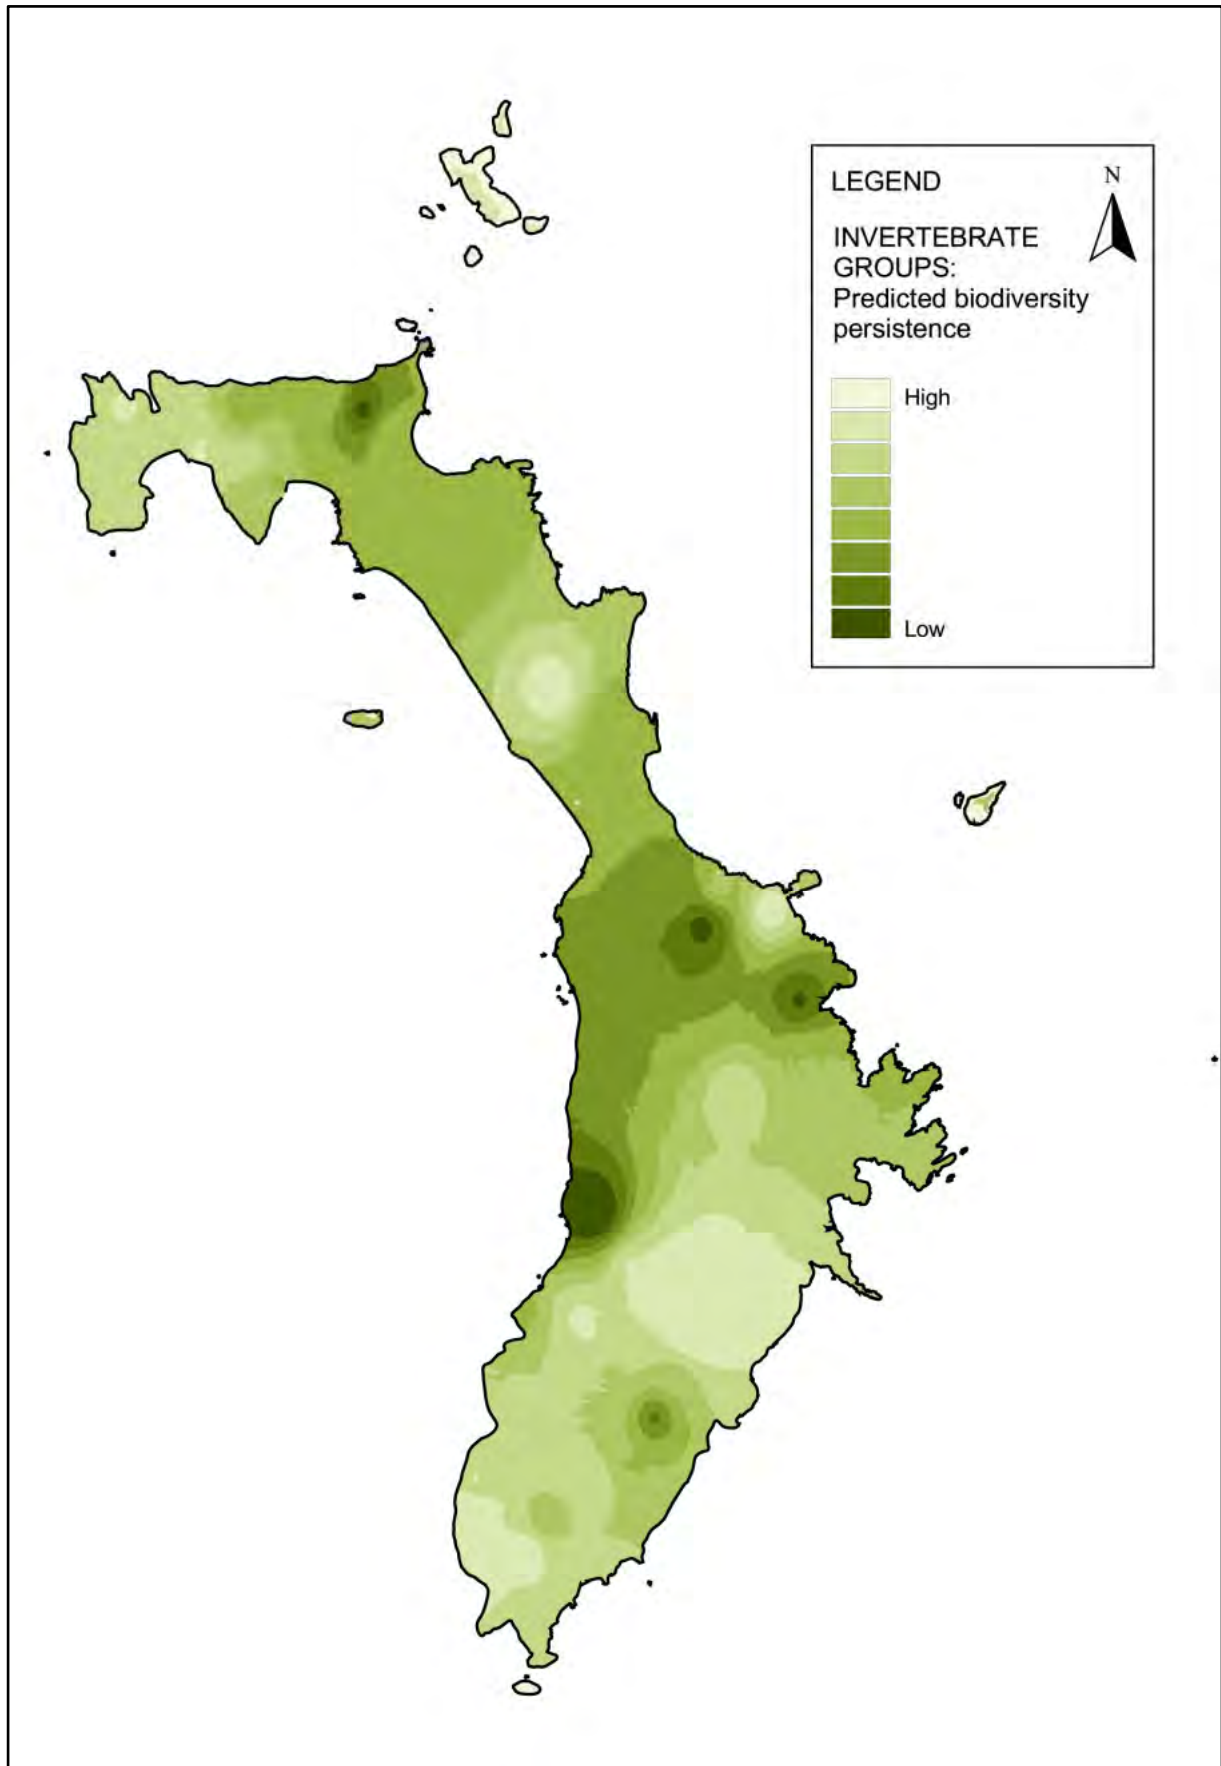 LEGEND
N
INVERTEBRATE
GROUPS:
Predicted biodiversity
persistence
High
Low